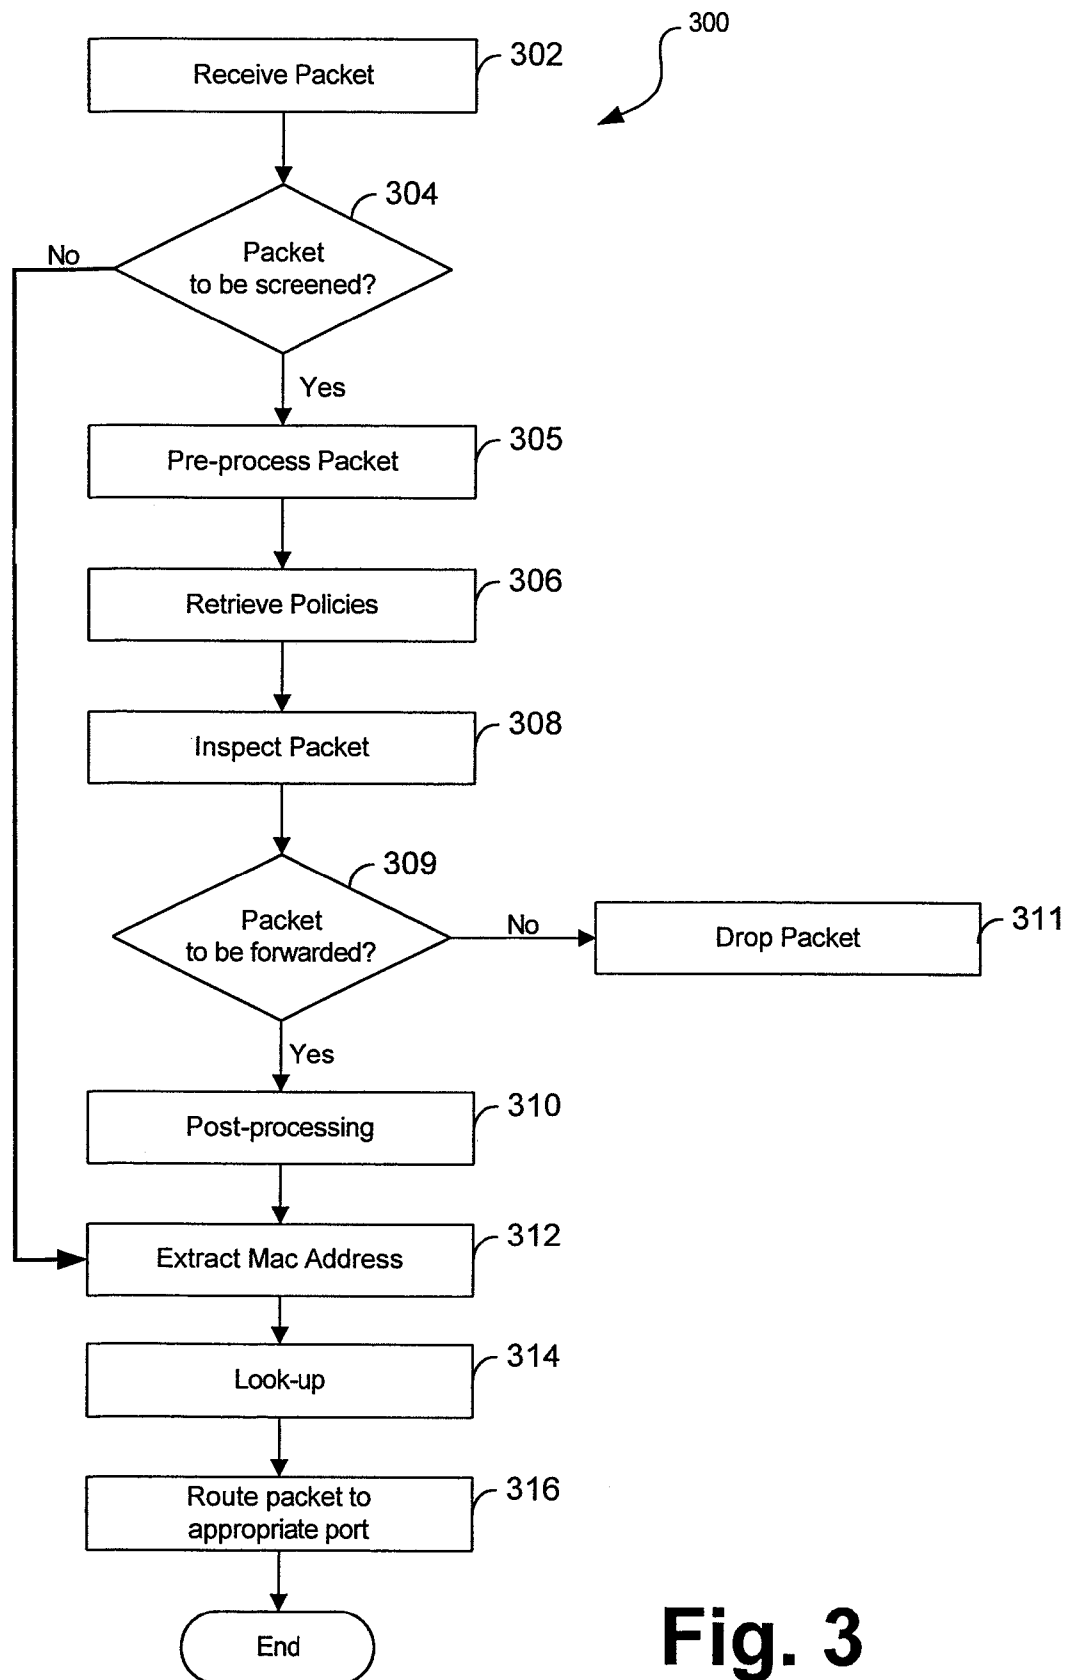 300
Receive Packet
302
304
Packet
to be screened?
No
Yes
Pre-process Packet
305
Retrieve Policies
306
Inspect Packet
308
309
Packet
to be forwarded?
No
Drop Packet
311
Yes
Post-processing
310
Extract Mac Address
312
Look-up
314
Route packet to
appropriate port
316
End
Fig. 3